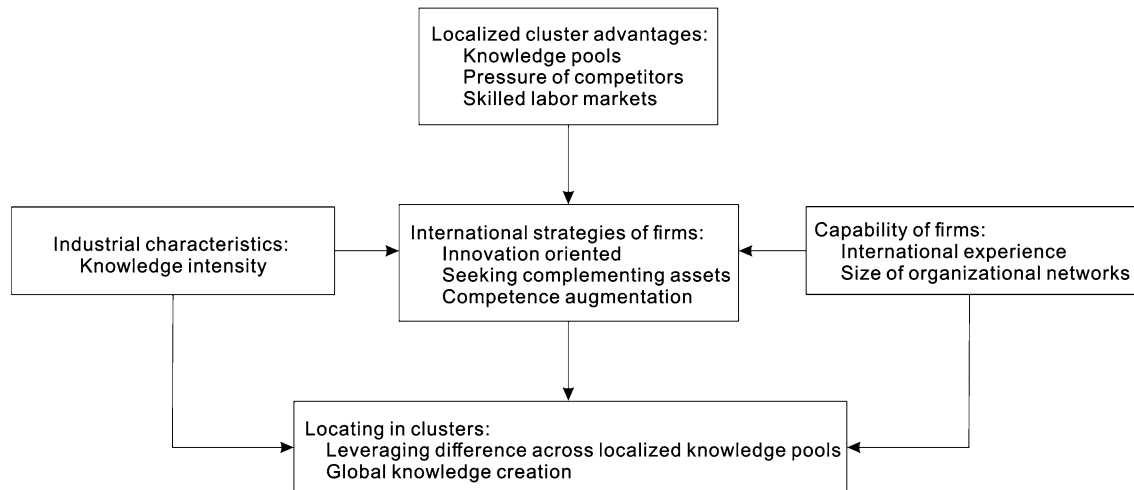 Localized cluster advantages:
Knowledge pools
Pressure of competitors
Skilled labor markets
Industrial characteristics:
Knowledge intensity
International strategies of firms:
Innovation oriented
Seeking complementing assets
Competence augmentation
Capability of firms:
International experience
Size of organizational networks
Locating in clusters:
Leveraging difference across localized knowledge pools
Global knowledge creation